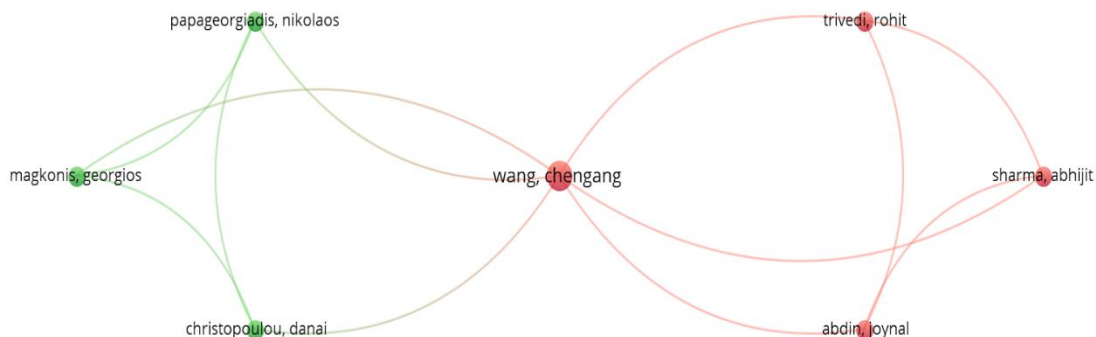 papageorgiadis, nikolaos
trivedi, rohit
magkonis, georgios
wang, chengang
sharma, abhijit
christopoulou, danai
abdin, joynal